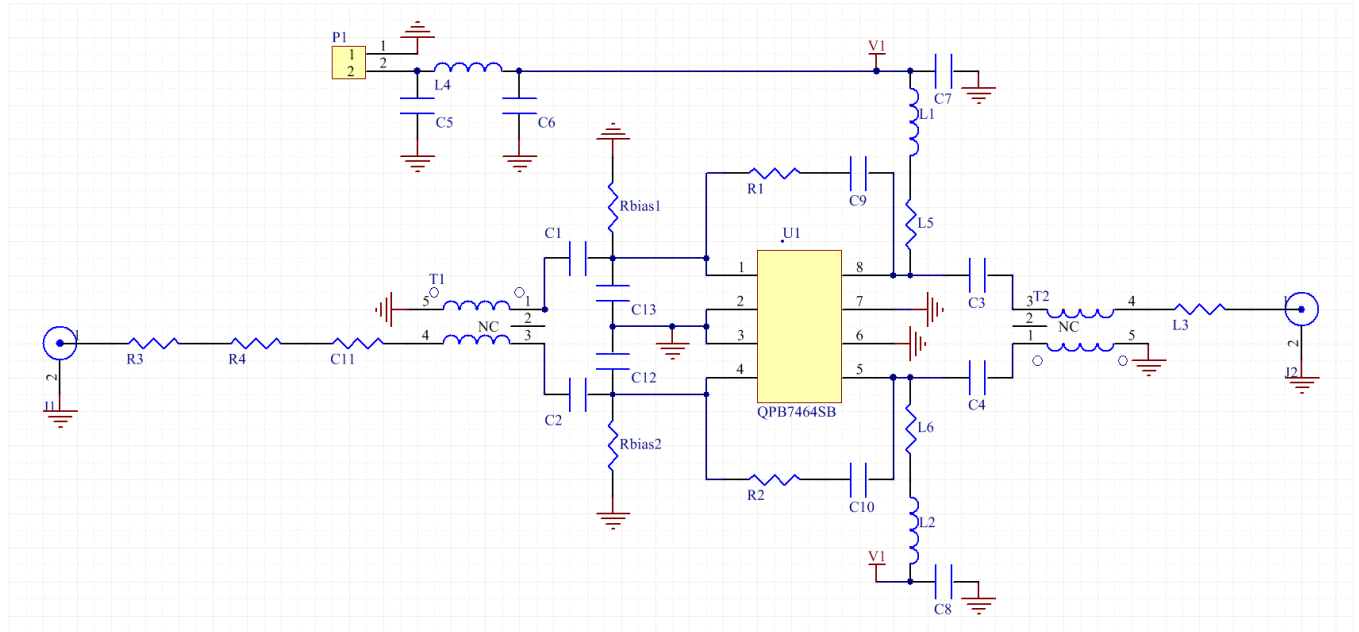 P1
1
1
2
2
V1
L4
C7
C5
C6
L1
R1
C9
Rbias1
L5
C1
U1
T1
1
8
5
1
C13
2
7
C3
3
T2
4
2
NC
2
NC
L3
1
1
4
3
3
6
1
5
R3
R4
C11
C12
2
2
J1
J2
4
5
C4
C2
QPB7464SB
L6
Rbias2
R2
C10
L2
V1
C8